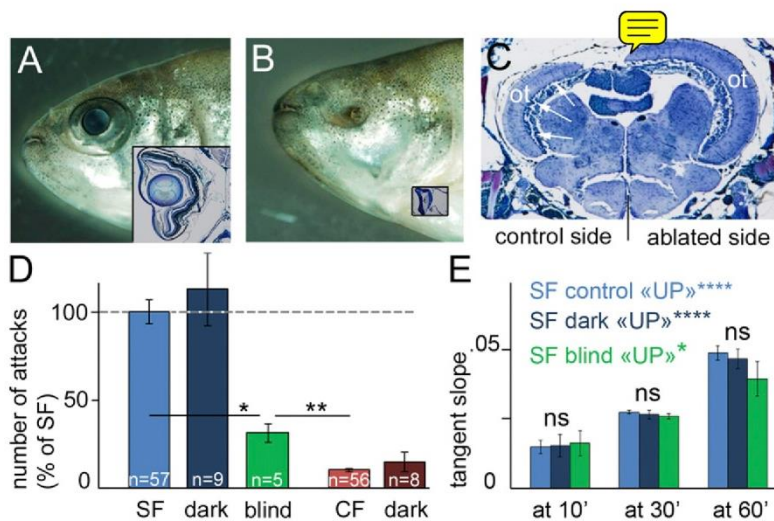 A
B
C
ot
ot
control side
ablated side
D
number of attacks
(% of SF)
100
50
0
*
**
n=57
n=9
n=5
n=56
n=8
SF
dark
blind
CF
dark
E
tangent slope
.05
0
SF control «UP»****
SF dark «UP»****
SF blind «UP»*
ns
ns
ns
at 10'
at 30'
at 60'